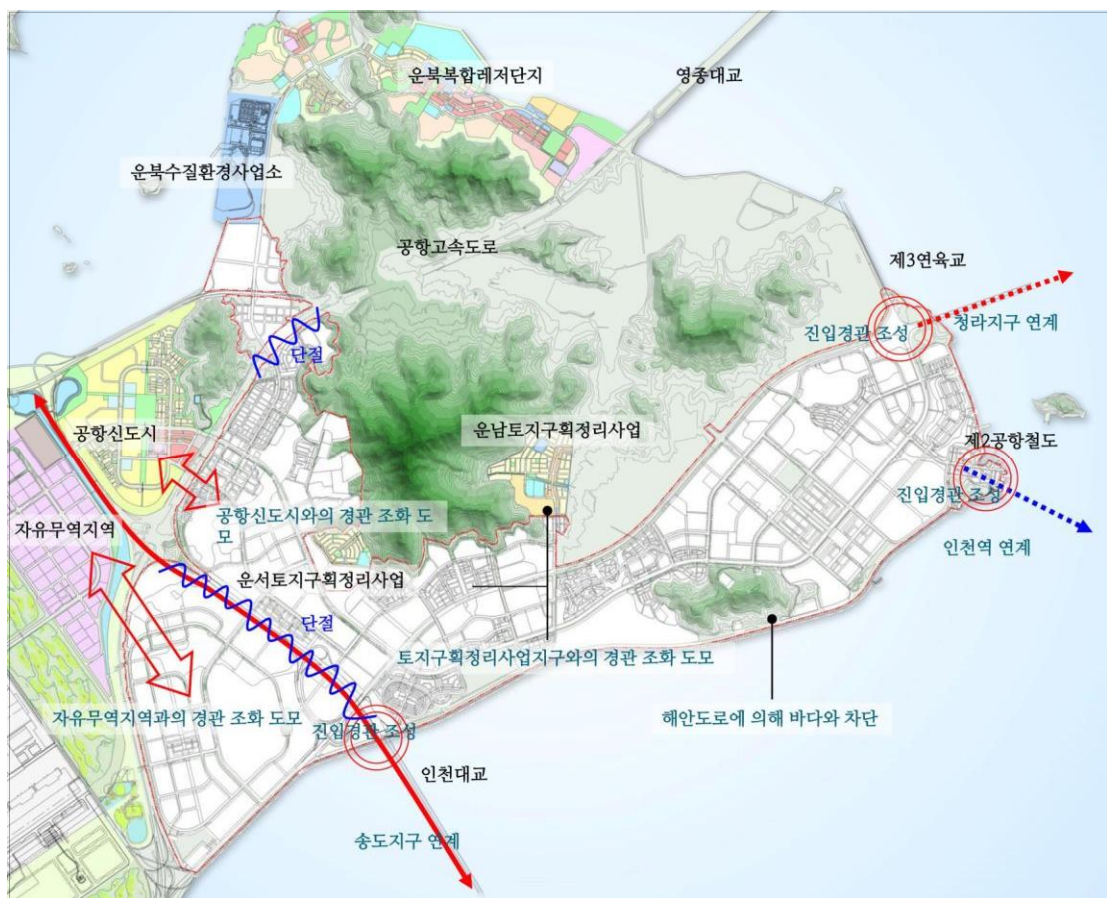 운북복합레저단지
영종대교
운북수질환경사업소
공항고속도로
제3연육교
진입경관 조성
청라지구 연계
단절
공항신도시
운남토지구획정리사업
제2공항철도
진입경관 조성
인천역 연계
자유무역지역
공항신도시와의 경관 조화 도
모
운서토지구획정리사업
단절
토지구획정리사업지구와의 경관 조화 도모
자유무역지역과의 경관 조화 도모
진입경관 조성
해안도로에 의해 바다와 차단
인천대교
송도지구 연계